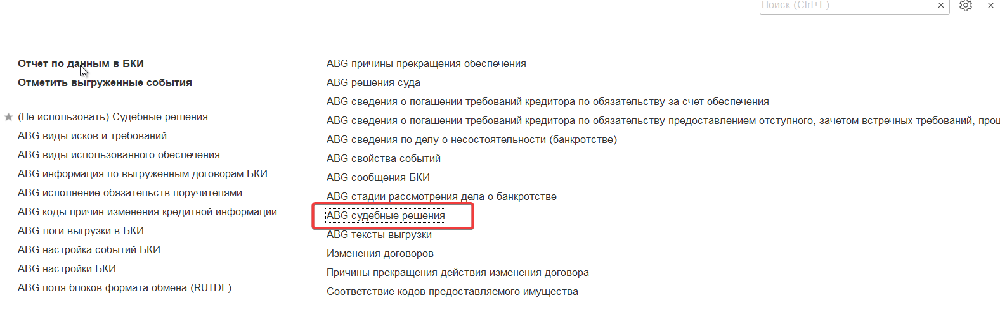 Поиск (Ctrl+F)
Отчет по данным в БКИ
Отметить выгруженные события
(Не использовать) Судебные решения
ABG виды исков и требований
ABG виды использованного обеспечения
ABG информация по выгруженным договорам БКИ
ABG исполнение обязательств поручителями
ABG коды причин изменения кредитной информации
ABG логи выгрузки в БКИ
ABG настройка событий БКИ
ABG настройки БКИ
ABG поля блоков формата обмена (RUTDF)
ABG причины прекращения обеспечения
ABG решения суда
ABG сведения о погашении требований кредитора по обязательству за счет обеспечения
ABG сведения о погашении требований кредитора по обязательству предоставлением отступного, зачетом встречных требований,
ABG сведения по делу о несостоятельности (банкротстве)
ABG свойства событий
ABG сообщения БКИ
ABG стадии рассмотрения дела о банкротстве
ABG судебные решения
ABG тексты выгрузки
Изменения договоров
Причины прекращения действия изменения договора
Соответствие кодов предоставляемого имущества